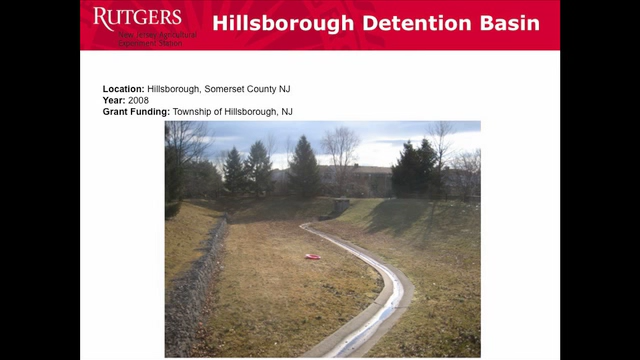 RUTGERS
New Jersey Agricultural
Experiment Station
Hillsborough Detention Basin
Location: Hillsborough, Somerset County NJ
Year: 2008
Grant Funding: Township of Hillsborough, NJ